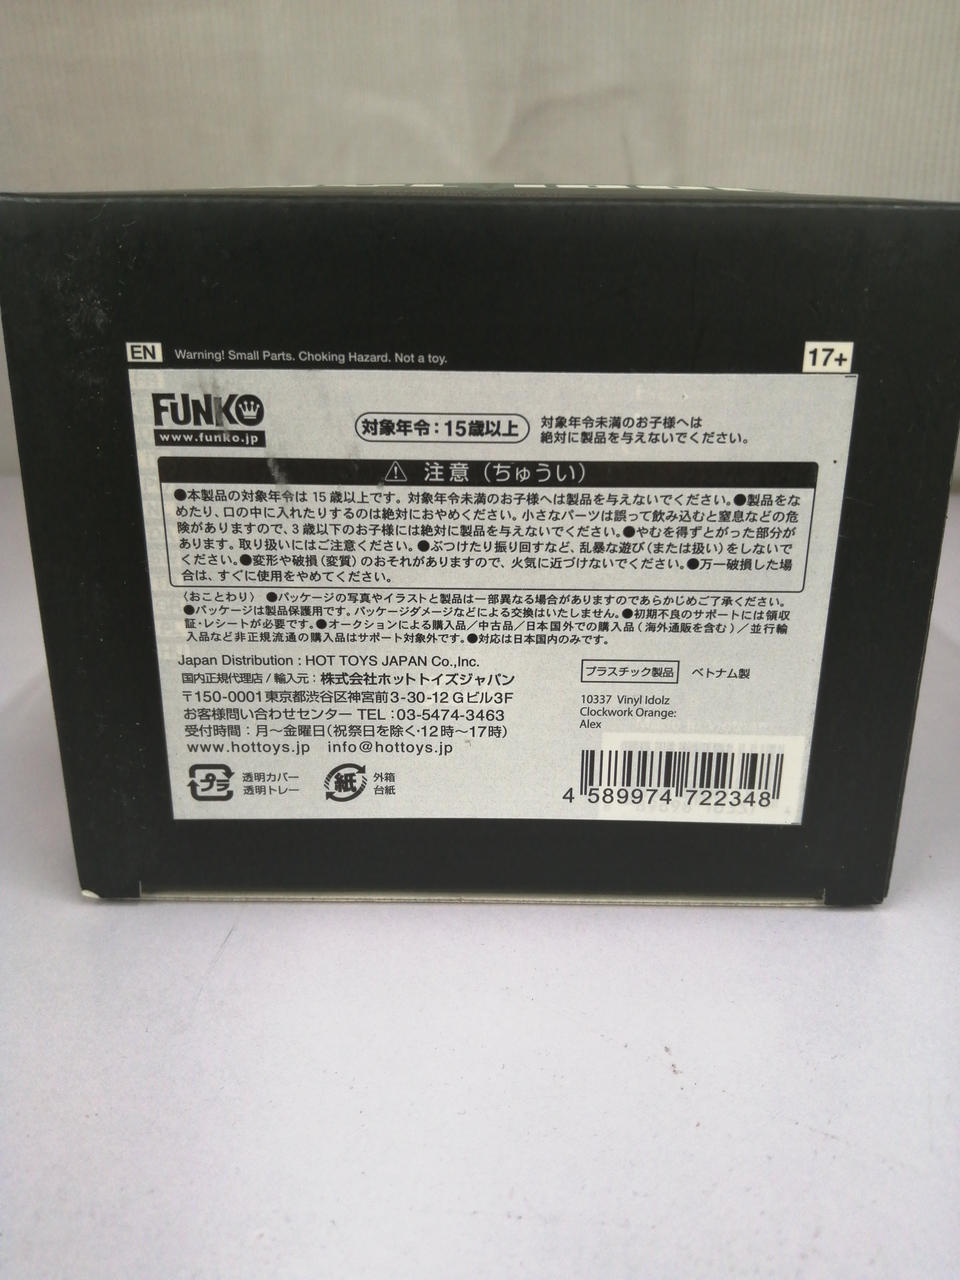 EN Warning! Small Parts. Choking Hazard. Not a toy.
17+
FUNKO
www.funko.jp
対象年令：15歳以上
対象年令未満のお子様へは
絶対に製品を与えないでください。
注意（ちゅうい）
●本製品の対象年令は 15 歳以上です。対象年令未満のお子様へは製品を与えないでください。●製品をな
めたり、口の中に入れたりするのは絶対におやめください。小さなパーツは誤って飲み込むと窒息などの危
険がありますので、3 歳以下のお子様には絶対に製品を与えないでください。●やむを得ずとがった部分が
あります。取り扱いにはご注意ください。●ぶつけたり振り回すなど、乱暴な遊び（または扱い）をしないで
ください。●変形や破損（変質）のおそれがありますので、火気に近づけないでください。●万一破損した場
合は、すぐに使用をやめてください。
〈おことわり〉 ●パッケージの写真やイラストと製品は一部異なる場合がありますのであらかじめご了承ください。
●パッケージは製品保護用です。パッケージダメージなどによる交換はいたしません。●初期不良のサポートには領収
証・レシートが必要です。●オークションによる購入品／中古品／日本国外での購入品（海外通販を含む）／並行輸
入品など非正規流通の購入品はサポート対象外です。●対応は日本国内のみです。
Japan Distribution : HOT TOYS JAPAN Co.,Inc.
国内正規代理店 / 輸入元：株式会社ホットトイズジャパン
〒150-0001 東京都渋谷区神宮前3-30-12 Gビル3F
お客様問い合わせセンター TEL：03-5474-3463
受付時間：月〜金曜日（祝祭日を除く・12時〜17時）
www.hottoys.jp info@hottoys.jp
プラ
透明カバー
透明トレー
紙
外箱
台紙
プラスチック製品 ベトナム製
10337 Vinyl Idolz
Clockwork Orange:
Alex
4 589974 722348